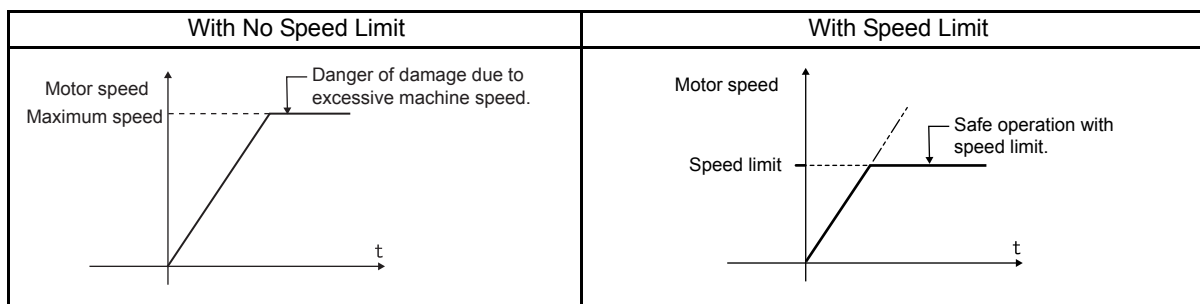 With No Speed Limit
With Speed Limit
Motor speed
Maximum speed
Danger of damage due to
excessive machine speed.
t
Motor speed
Speed limit
Safe operation with
speed limit.
t